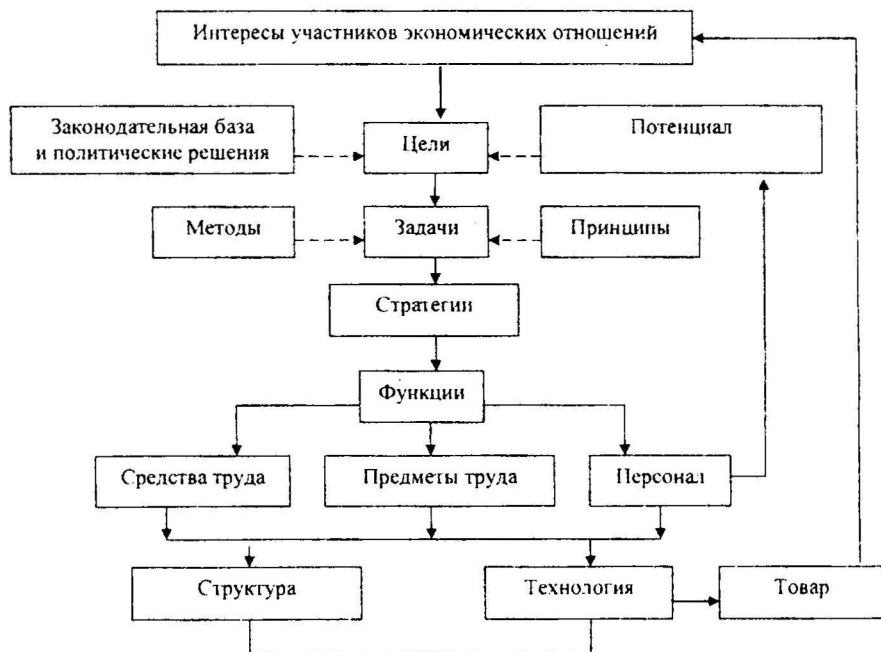 Интересы участников экономических отношений
Законодательная база
и политические решения
Цели
Потенциал
Методы
Задачи
Принципы
Стратегии
Функции
Средства труда
Предметы труда
Персонал
Структура
Технология
Товар